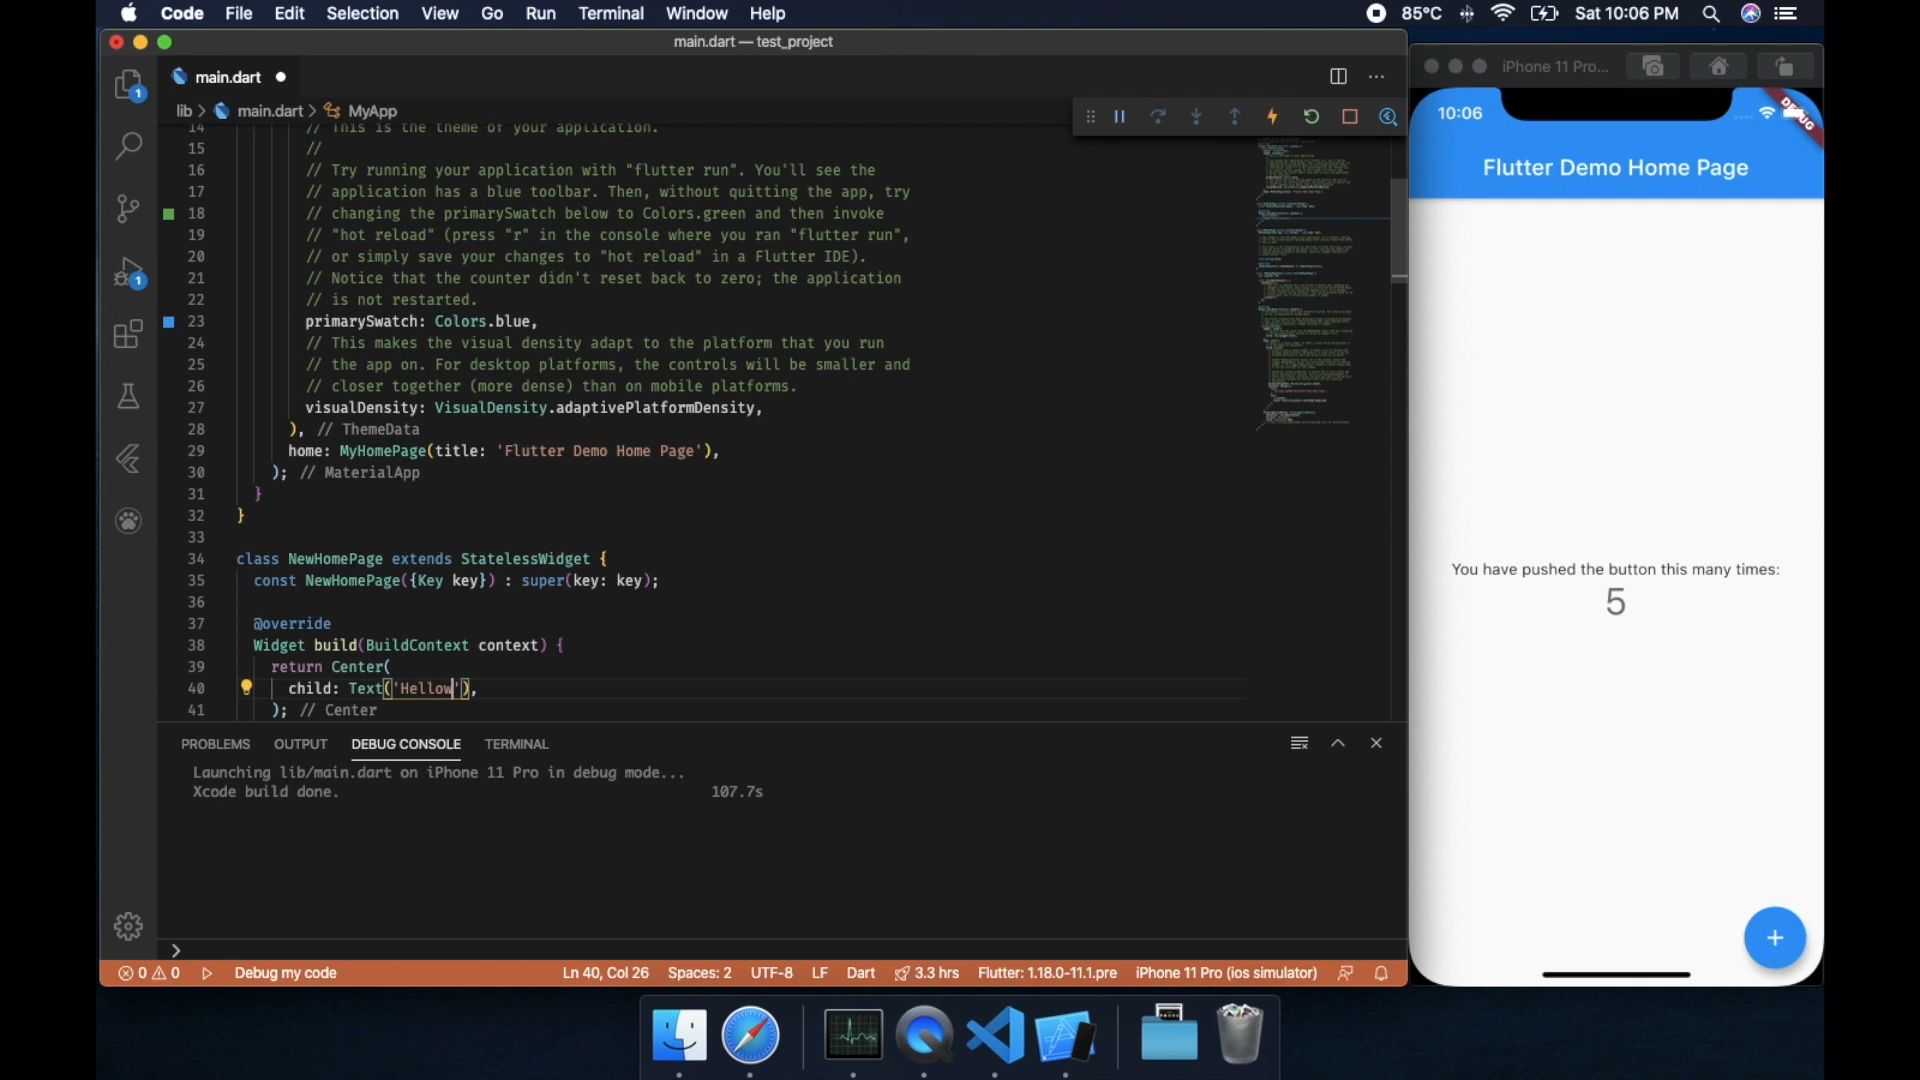 Code File Edit Selection View Go Run Terminal Window Help
85°C Sat 10:06 PM
main.dart — test_project
main.dart
lib > main.dart > MyApp
14 // This is the theme of your application.
15 //
16 // Try running your application with "flutter run". You'll see the
17 // application has a blue toolbar. Then, without quitting the app, try
18 // changing the primarySwatch below to Colors.green and then invoke
19 // "hot reload" (press "r" in the console where you ran "flutter run",
20 // or simply save your changes to "hot reload" in a Flutter IDE).
21 // Notice that the counter didn't reset back to zero; the application
22 // is not restarted.
23 primarySwatch: Colors.blue,
24 // This makes the visual density adapt to the platform that you run
25 // the app on. For desktop platforms, the controls will be smaller and
26 // closer together (more dense) than on mobile platforms.
27 visualDensity: VisualDensity.adaptivePlatformDensity,
28 ), // ThemeData
29 home: MyHomePage(title: 'Flutter Demo Home Page'),
30 ); // MaterialApp
31 }
32 }
33
34 class NewHomePage extends StatelessWidget {
35 const NewHomePage({Key key}) : super(key: key);
36
37 @override
38 Widget build(BuildContext context) {
39 return Center(
40 child: Text('Hellow'),
41 ); // Center
1
1
PROBLEMS OUTPUT DEBUG CONSOLE TERMINAL
Launching lib/main.dart on iPhone 11 Pro in debug mode...
Xcode build done. 107.7s
0 0 Debug my code Ln 40, Col 26 Spaces: 2 UTF-8 LF Dart 3.3 hrs Flutter: 1.18.0-11.1.pre iPhone 11 Pro (ios simulator)
iPhone 11 Pro...
10:06
DEBUG
Flutter Demo Home Page
You have pushed the button this many times:
5
+